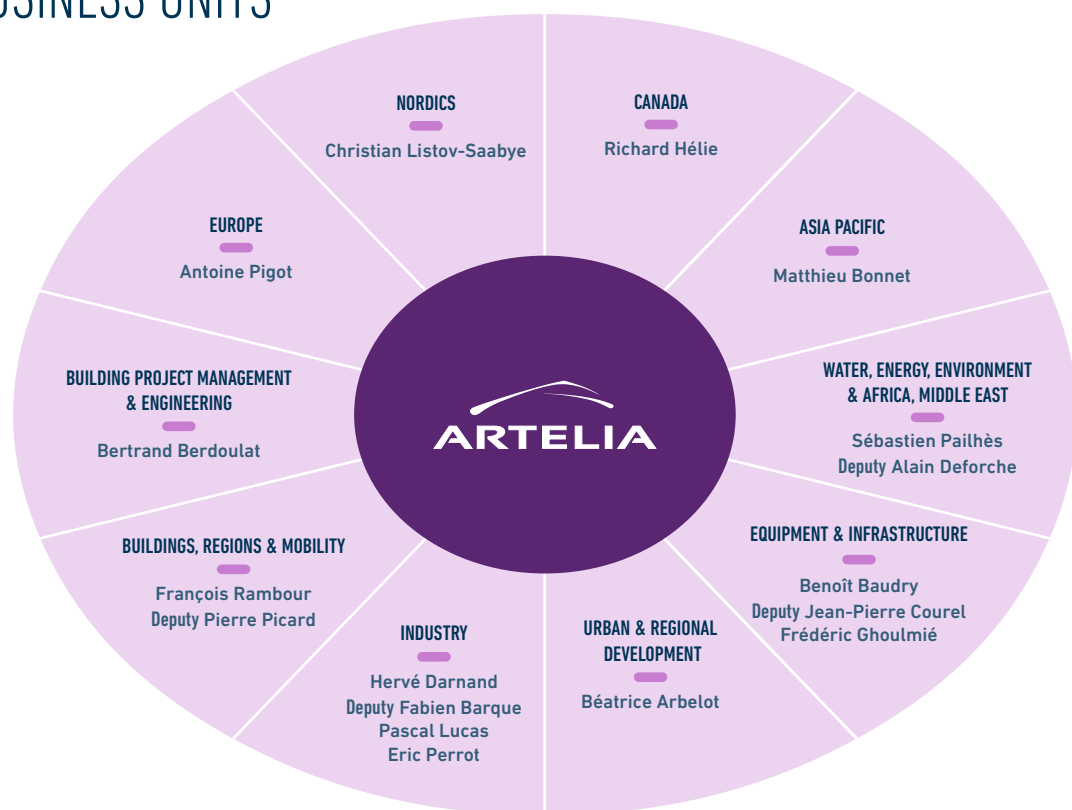 BUSINESS UNITS
NORDICS
Christian Listov-Saabye
CANADA
Richard Hélie
EUROPE
Antoine Pigot
ASIA PACIFIC
Matthieu Bonnet
BUILDING PROJECT MANAGEMENT
& ENGINEERING
Bertrand Berdoulat
WATER, ENERGY, ENVIRONMENT
& AFRICA, MIDDLE EAST
Sébastien Pailhès
Deputy Alain Deforche
ARTELIA
BUILDINGS, REGIONS & MOBILITY
François Rambour
Deputy Pierre Picard
EQUIPMENT & INFRASTRUCTURE
Benoît Baudry
Deputy Jean-Pierre Courel
Frédéric Ghoulmié
INDUSTRY
Hervé Darnand
Deputy Fabien Barque
Pascal Lucas
Eric Perrot
URBAN & REGIONAL
DEVELOPMENT
Béatrice Arbelot